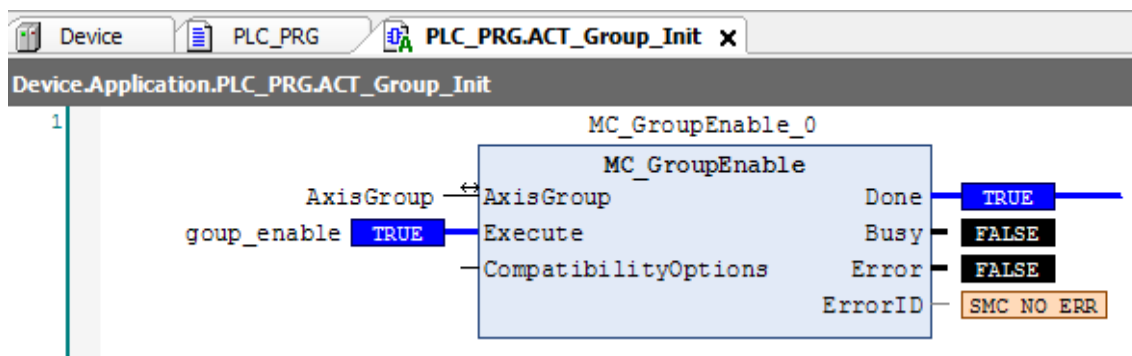 Device PLC_PRG PLC_PRG.ACT_Group_Init x
Device.Application.PLC_PRG.ACT_Group_Init
1
MC_GroupEnable_0
MC_GroupEnable
AxisGroup AxisGroup Done TRUE
goup_enable TRUE Execute Busy FALSE
CompatibilityOptions Error FALSE
ErrorID SMC NO ERR